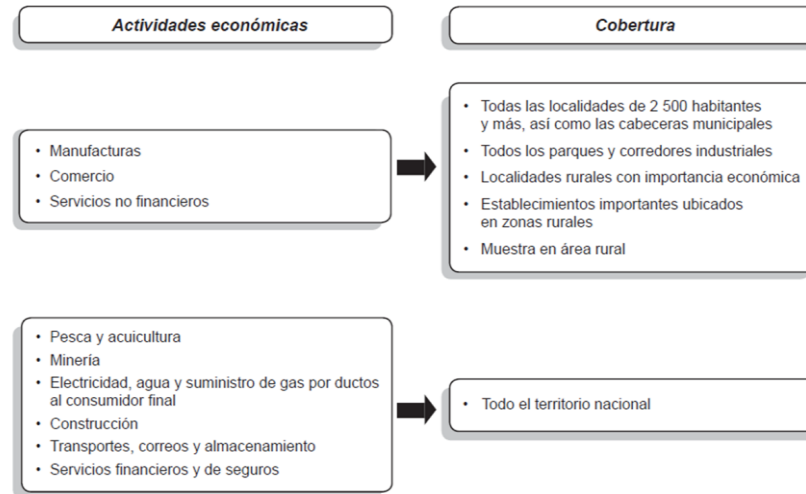 Actividades económicas
Cobertura
• Manufacturas
• Comercio
• Servicios no financieros
• Todas las localidades de 2 500 habitantes
y más, así como las cabeceras municipales
• Todos los parques y corredores industriales
• Localidades rurales con importancia económica
• Establecimientos importantes ubicados
en zonas rurales
• Muestra en área rural
• Pesca y acuicultura
• Minería
• Electricidad, agua y suministro de gas por ductos
al consumidor final
• Construcción
• Transportes, correos y almacenamiento
• Servicios financieros y de seguros
• Todo el territorio nacional